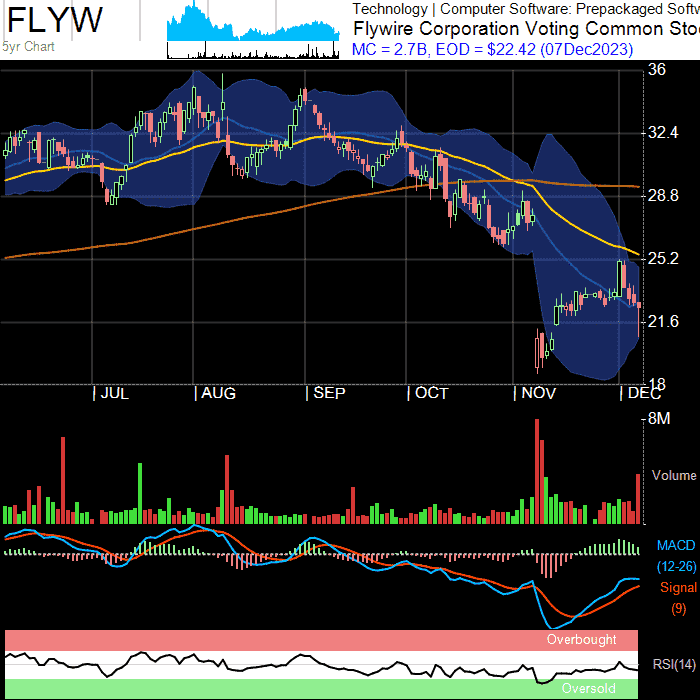 FLYW
5yr Chart
Technology | Computer Software: Prepackaged Softw
Flywire Corporation Voting Common Sto
MC = 2.7B, EOD = $22.42 (07Dec2023)
36
32.4
28.8
25.2
21.6
18
| JUL | AUG | SEP | OCT | NOV | DEC
8M
Volume
MACD
(12-26)
Signal
(9)
Overbought
RSI(14)
Oversold